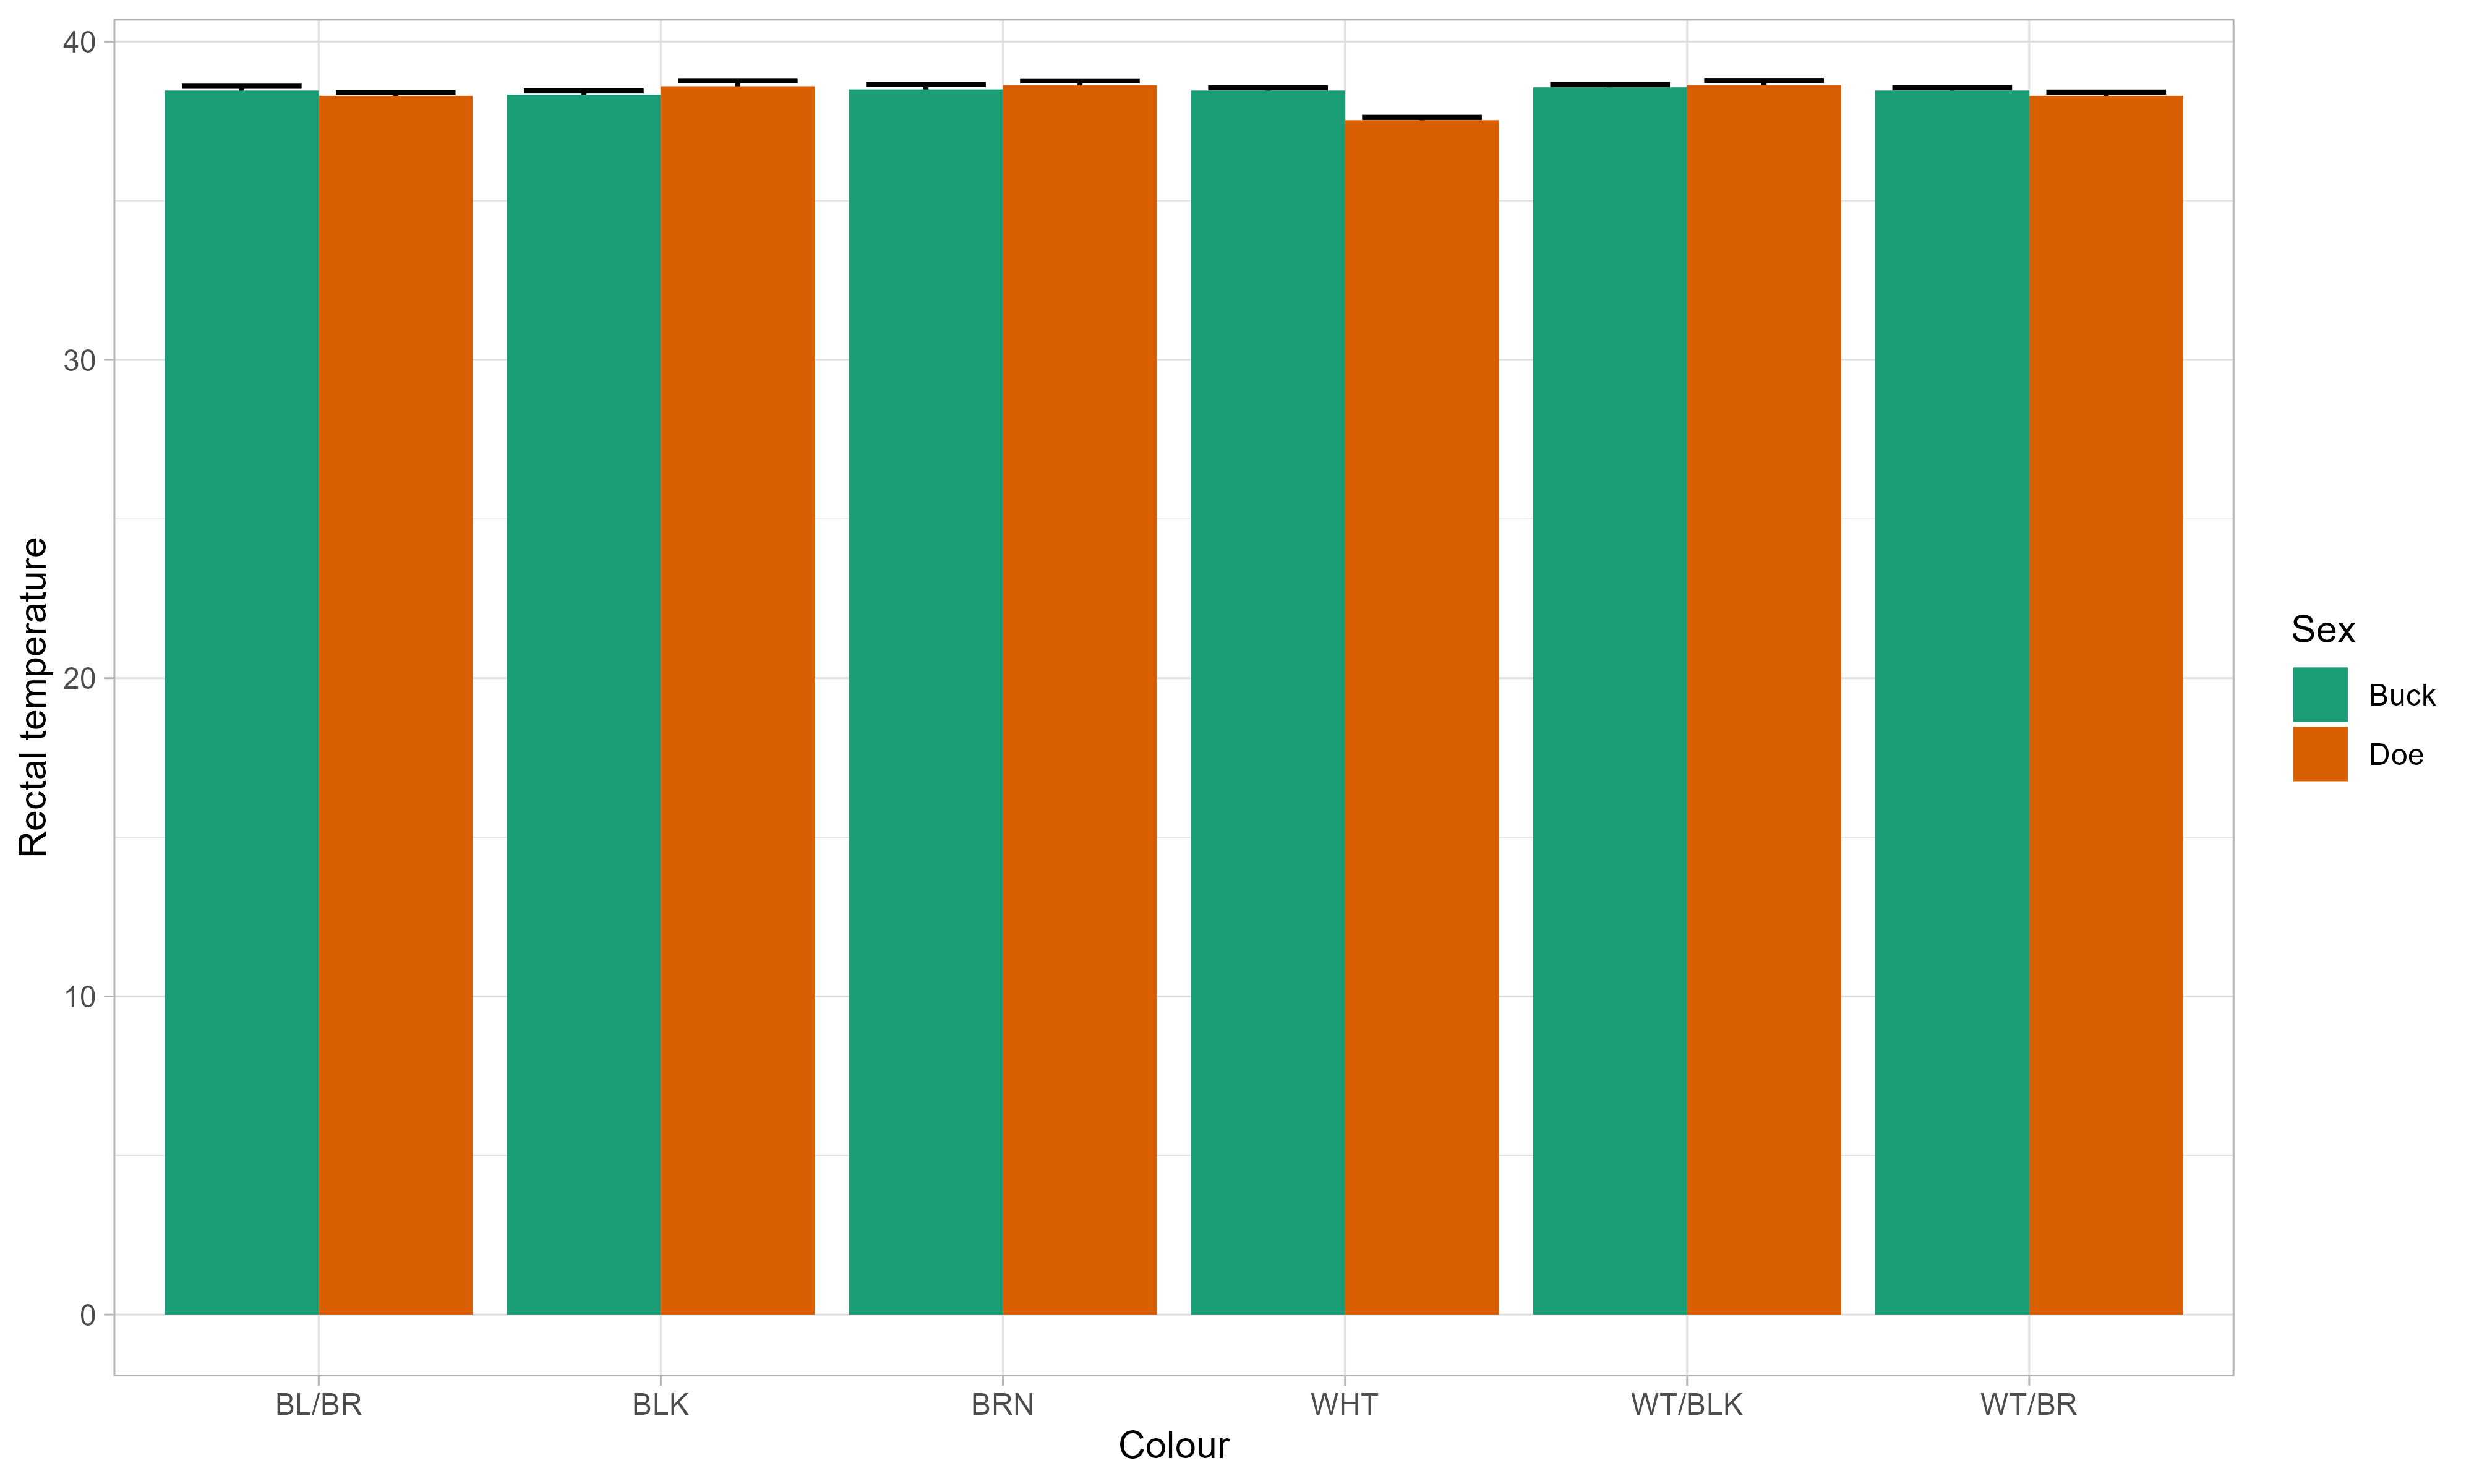 40
30
20
10
0
Rectal temperature
BL/BR
BLK
BRN
WHT
WT/BLK
WT/BR
Colour
Sex
Buck
Doe